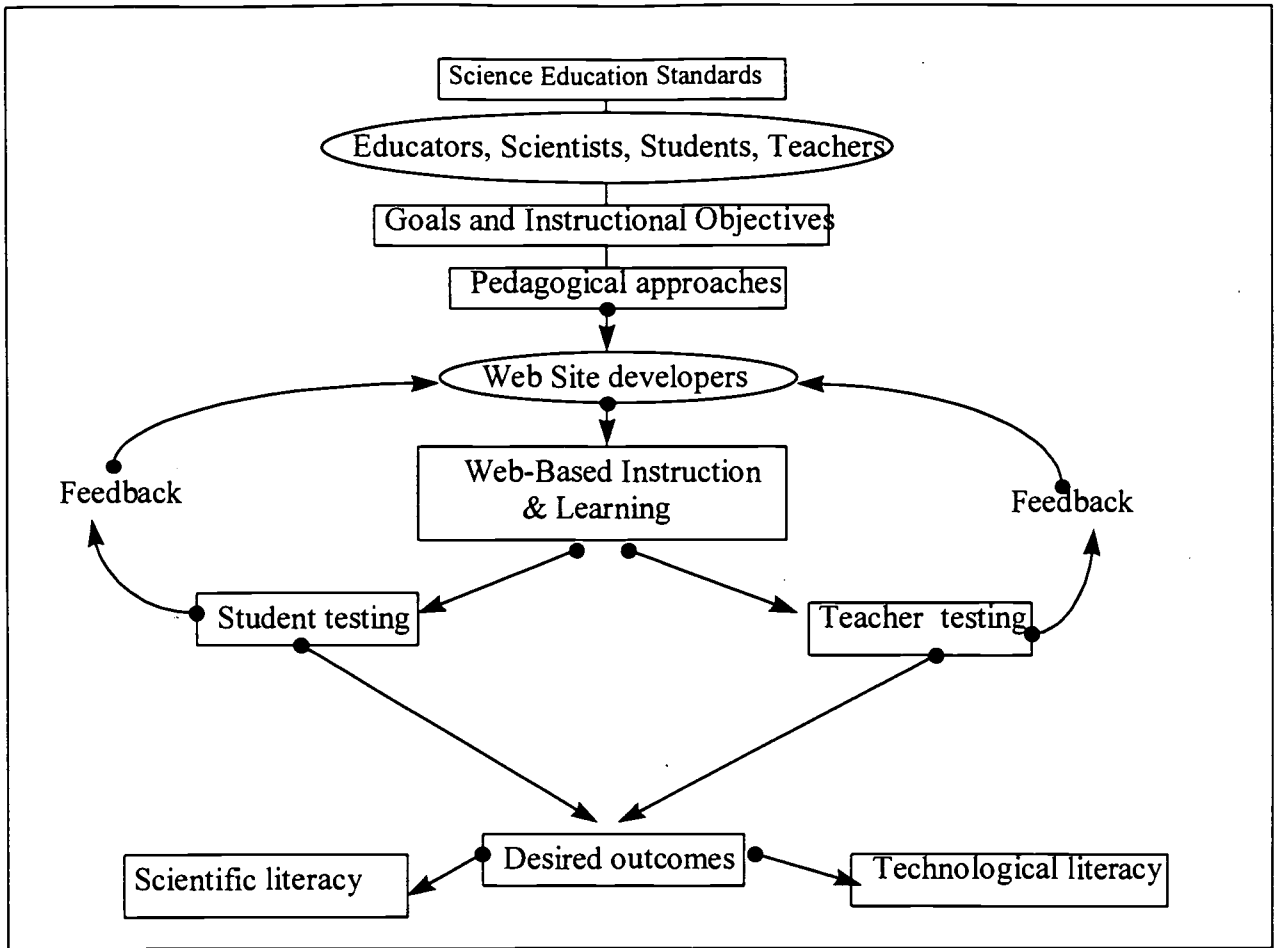 Science Education Standards
Educators, Scientists, Students, Teachers
Goals and Instructional Objectives
Pedagogical approaches
Web Site developers
Web-Based Instruction
& Learning
Feedback
Feedback
Student testing
Teacher testing
Desired outcomes
Scientific literacy
Technological literacy